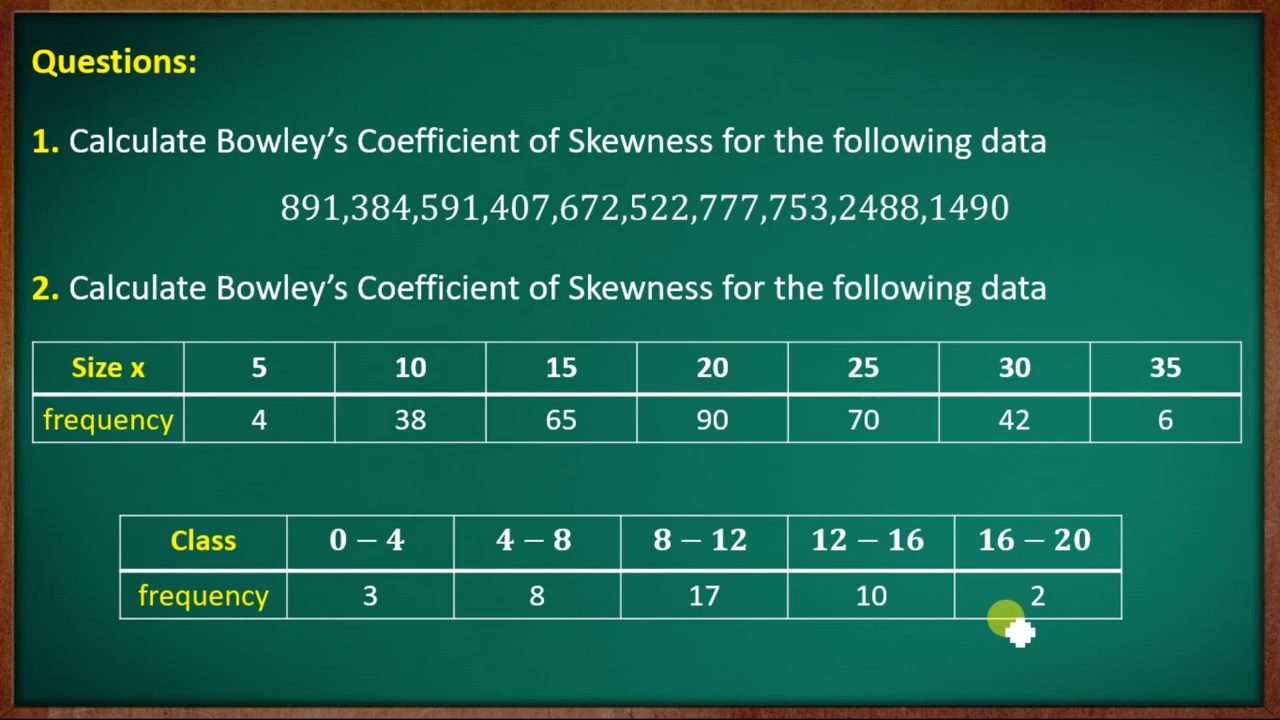 Questions:
1. Calculate Bowley's Coefficient of Skewness for the following data
891,384,591,407,672,522,777,753,2488,1490
2. Calculate Bowley's Coefficient of Skewness for the following data
Size x 5 10 15 20 25 30 35
frequency 4 38 65 90 70 42 6
Class 0 − 4 4 − 8 8 − 12 12 − 16 16 − 20
frequency 3 8 17 10 2